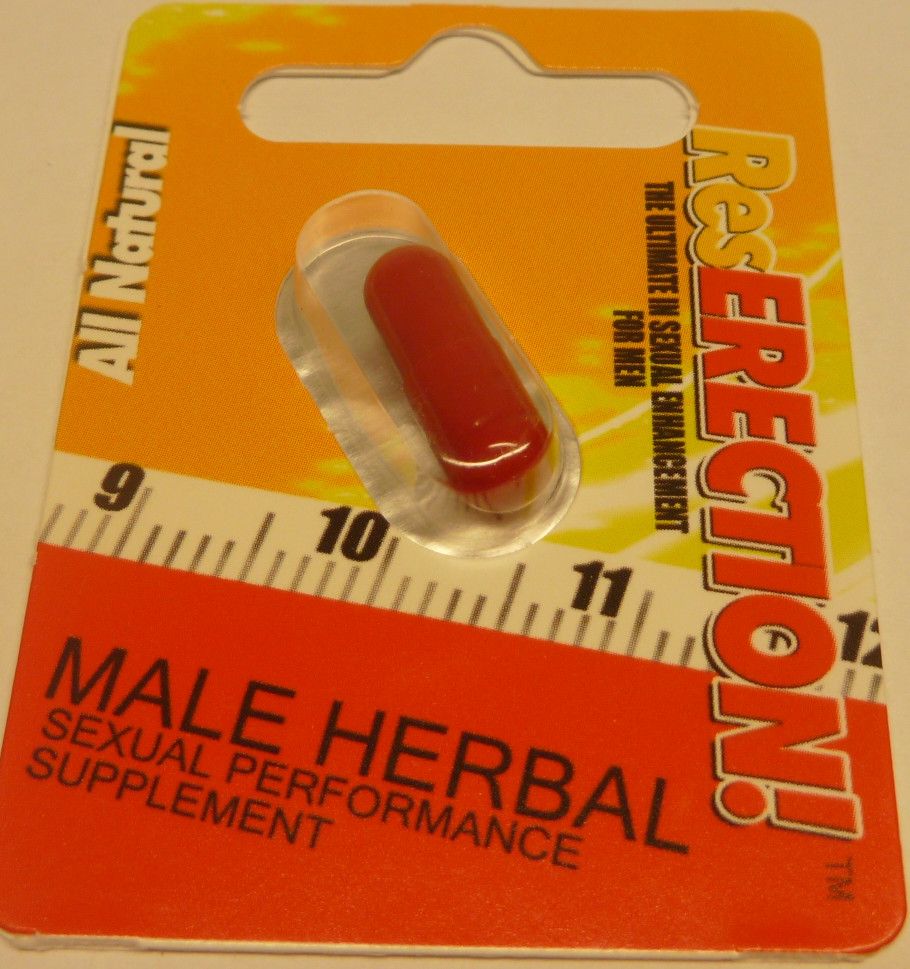 All Natural
ResERECTION!
TM
THE ULTIMATE IN SEXUAL ENHANCEMENT
FOR MEN
9 10 11 12
MALE HERBAL
SEXUAL PERFORMANCE
SUPPLEMENT